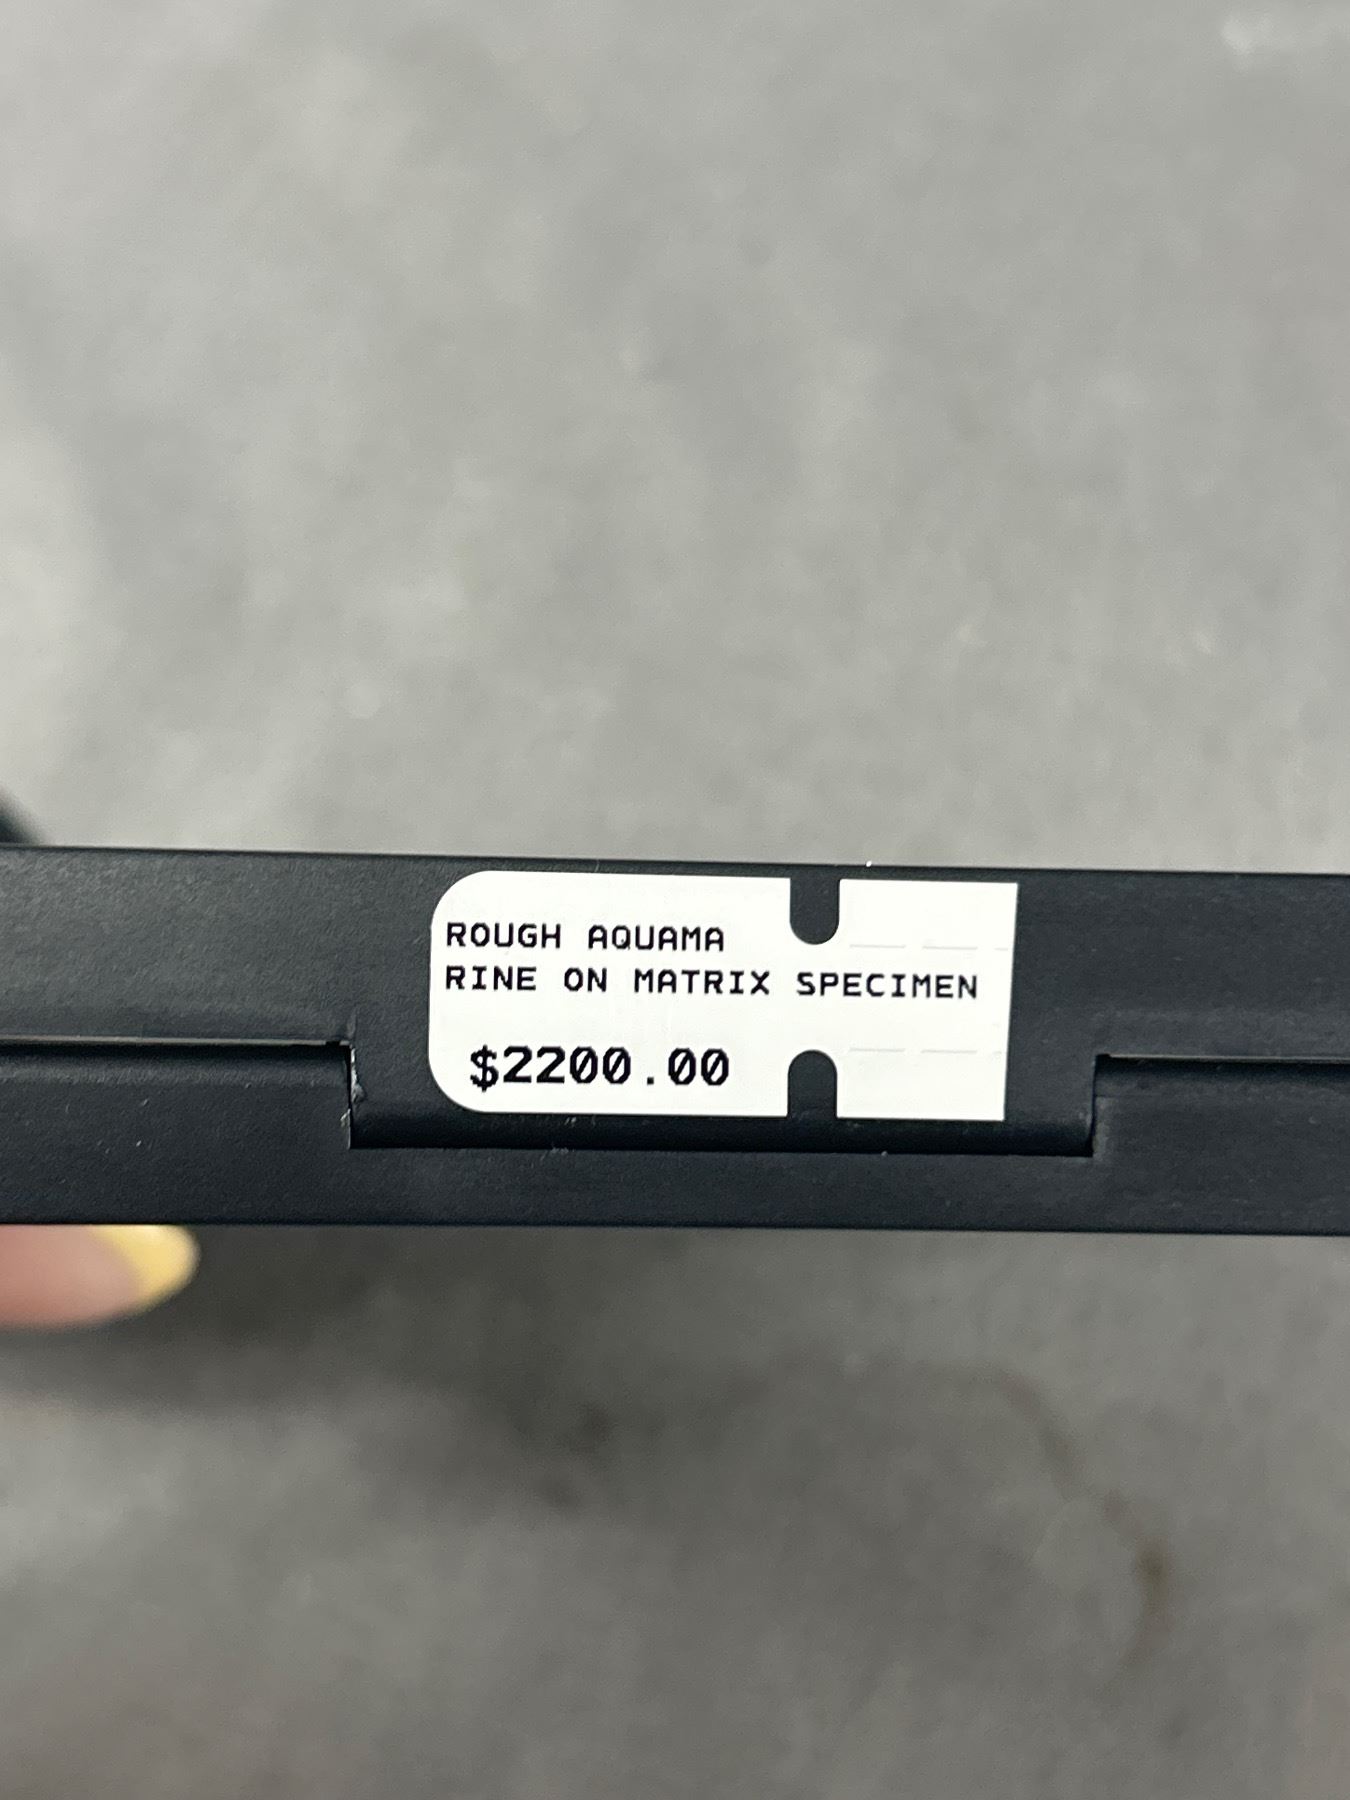 ROUGH AQUAMA
RINE ON MATRIX SPECIMEN
$2200.00